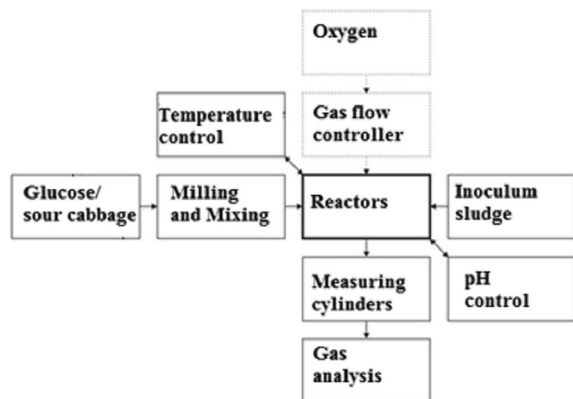 Oxygen
Temperature
control
Gas flow
controller
Glucose/
sour cabbage
Milling
and Mixing
Reactors
Inoculum
sludge
Measuring
cylinders
pH
control
Gas
analysis